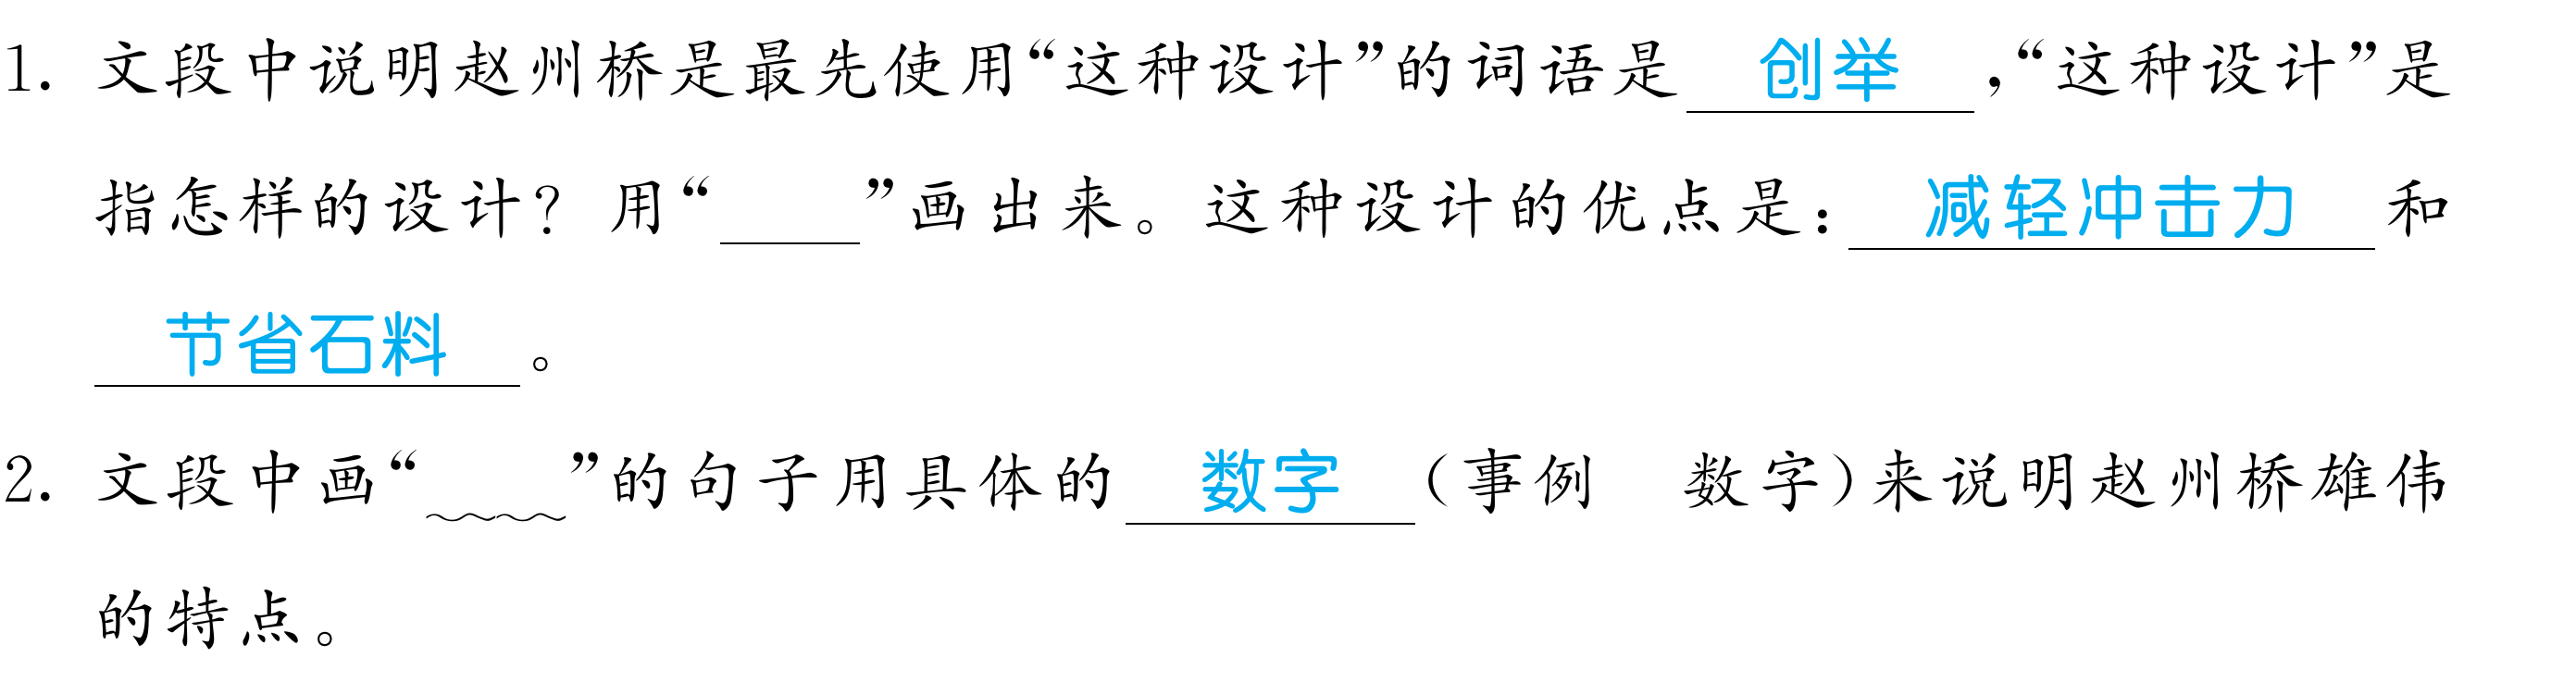 1. 文段中说明赵州桥是最先使用“这种设计”的词语是 创举 ，“这种设计”是
指怎样的设计？用“____”画出来。这种设计的优点是：减轻冲击力 和
节省石料 。
2. 文段中画“﹏﹏”的句子用具体的 数字 （事例 数字）来说明赵州桥雄伟
的特点。